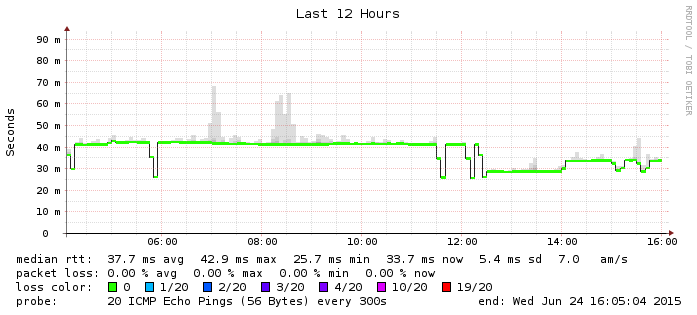 Last 12 Hours
RRDTOOL / TOBI OETIKER
Seconds
90 m
80 m
70 m
60 m
50 m
40 m
30 m
20 m
10 m
0
06:00 08:00 10:00 12:00 14:00 16:00
median rtt: 37.7 ms avg 42.9 ms max 25.7 ms min 33.7 ms now 5.4 ms sd 7.0 am/s
packet loss: 0.00 % avg 0.00 % max 0.00 % min 0.00 % now
loss color: 0 1/20 2/20 3/20 4/20 10/20 19/20
probe: 20 ICMP Echo Pings (56 Bytes) every 300s end: Wed Jun 24 16:05:04 2015